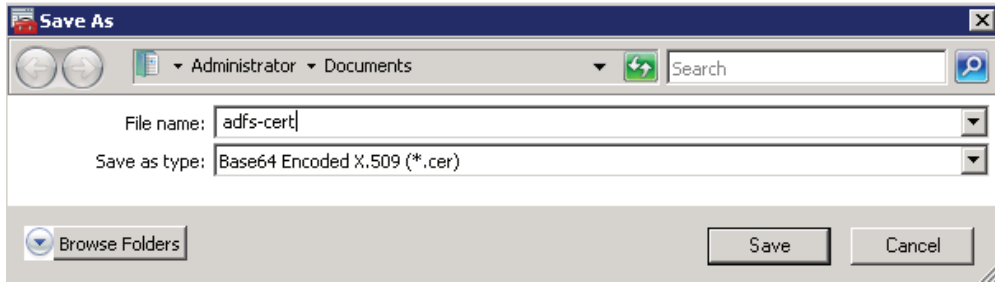 Save As
Administrator Documents
Search
File name: adfs-cert
Save as type: Base64 Encoded X.509 (*.cer)
Browse Folders
Save
Cancel